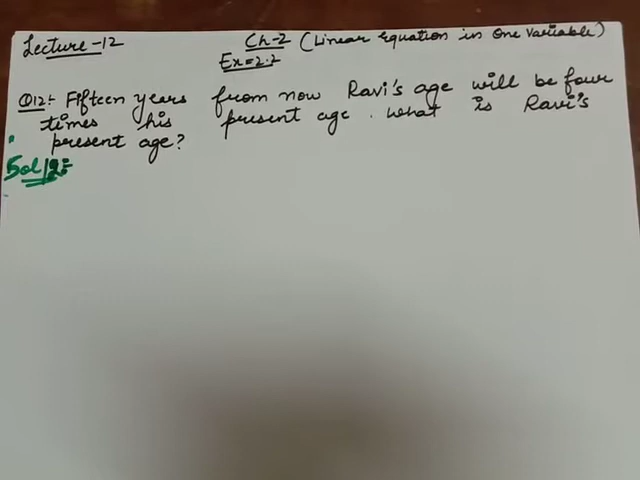 Lecture-12
Ch-2 (Linear Equation in One Variable)
Ex=2.2
Q12:- Fifteen years from now Ravi's age will be four
times his present age. what is Ravi's
present age?
Sol 12:-